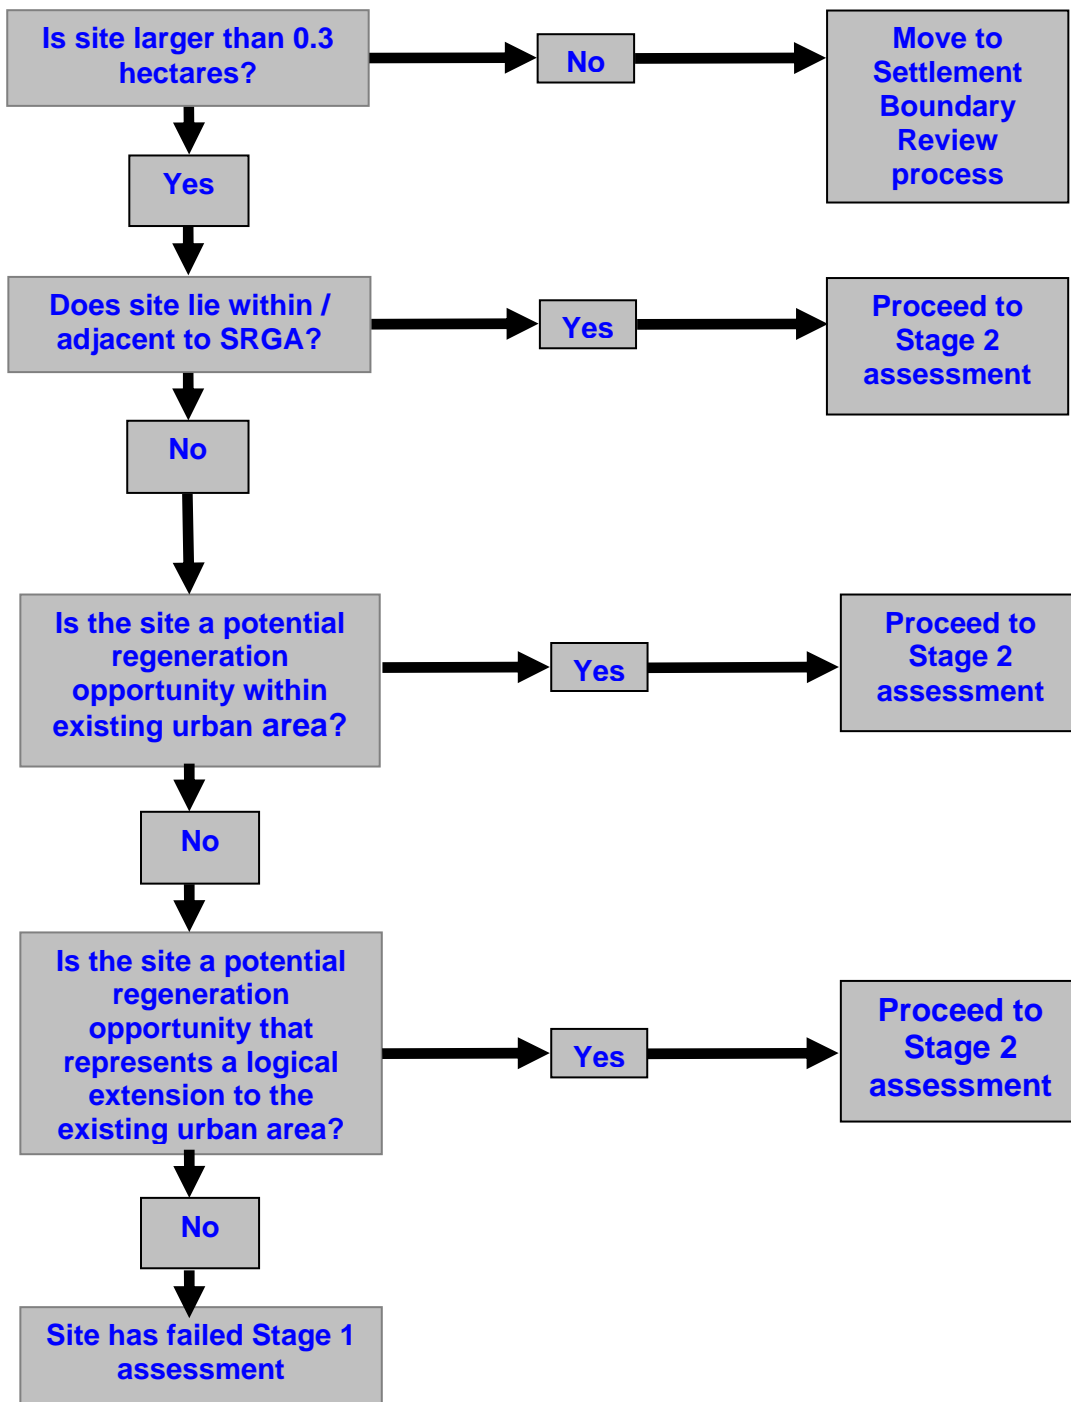 Is site larger than 0.3
hectares?
No
Move to
Settlement
Boundary
Review
process
Yes
Does site lie within /
adjacent to SRGA?
Yes
Proceed to
Stage 2
assessment
No
Is the site a potential
regeneration
opportunity within
existing urban area?
Yes
Proceed to
Stage 2
assessment
No
Is the site a potential
regeneration
opportunity that
represents a logical
extension to the
existing urban area?
Yes
Proceed to
Stage 2
assessment
No
Site has failed Stage 1
assessment